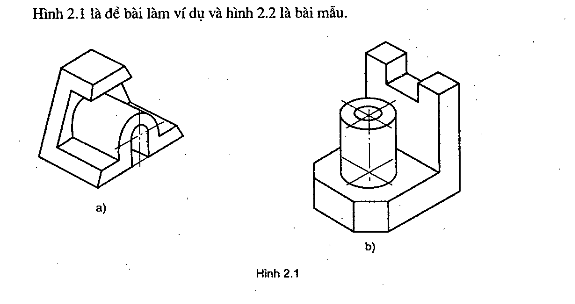 Hình 2.1 là đề bài làm ví dụ và hình 2.2 là bài mẫu.
a)
b)
Hình 2.1